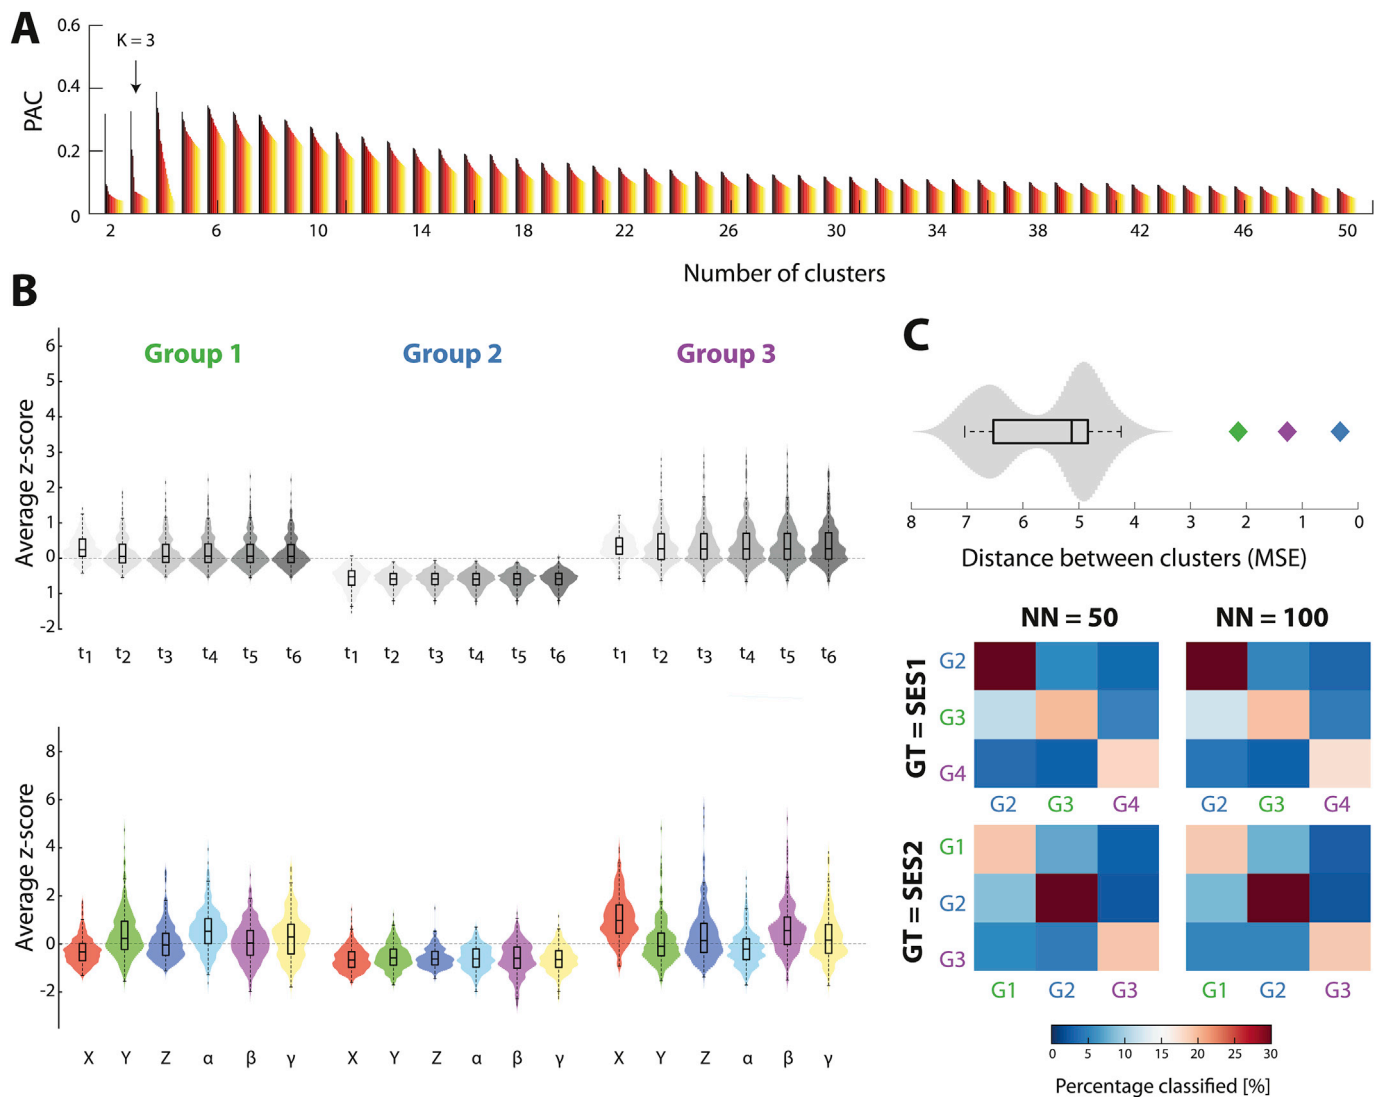 A
0.6
K = 3
0.4
PAC
0.2
0
2 6 10 14 18 22 26 30 34 38 42 46 50
Number of clusters
B
Group 1 Group 2 Group 3
Average z-score
6
5
4
3
2
1
0
1
-2
t1 t2 t3 t4 t5 t6 t1 t2 t3 t4 t5 t6 t1 t2 t3 t4 t5 t6
Average z-score
8
6
4
2
0
-2
X Y Z α β γ X Y Z α β γ X Y Z α β γ
C
8 7 6 5 4 3 2 1 0
Distance between clusters (MSE)
NN = 50 NN = 100
GT = SES1
G2
G3
G4
G2 G3 G4 G2 G3 G4
GT = SES2
G1
G2
G3
G1 G2 G3 G1 G2 G3
0 5 10 15 20 25 30
Percentage classified [%]